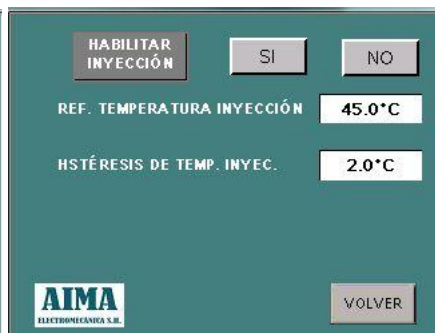 HABILITAR
INYECCIÓN
SI
NO
REF. TEMPERATURA INYECCIÓN
45.0°C
HSTÉRESIS DE TEMP. INYEC.
2.0°C
AIMA
ELECTROMECÁNICA S.H.
VOLVER